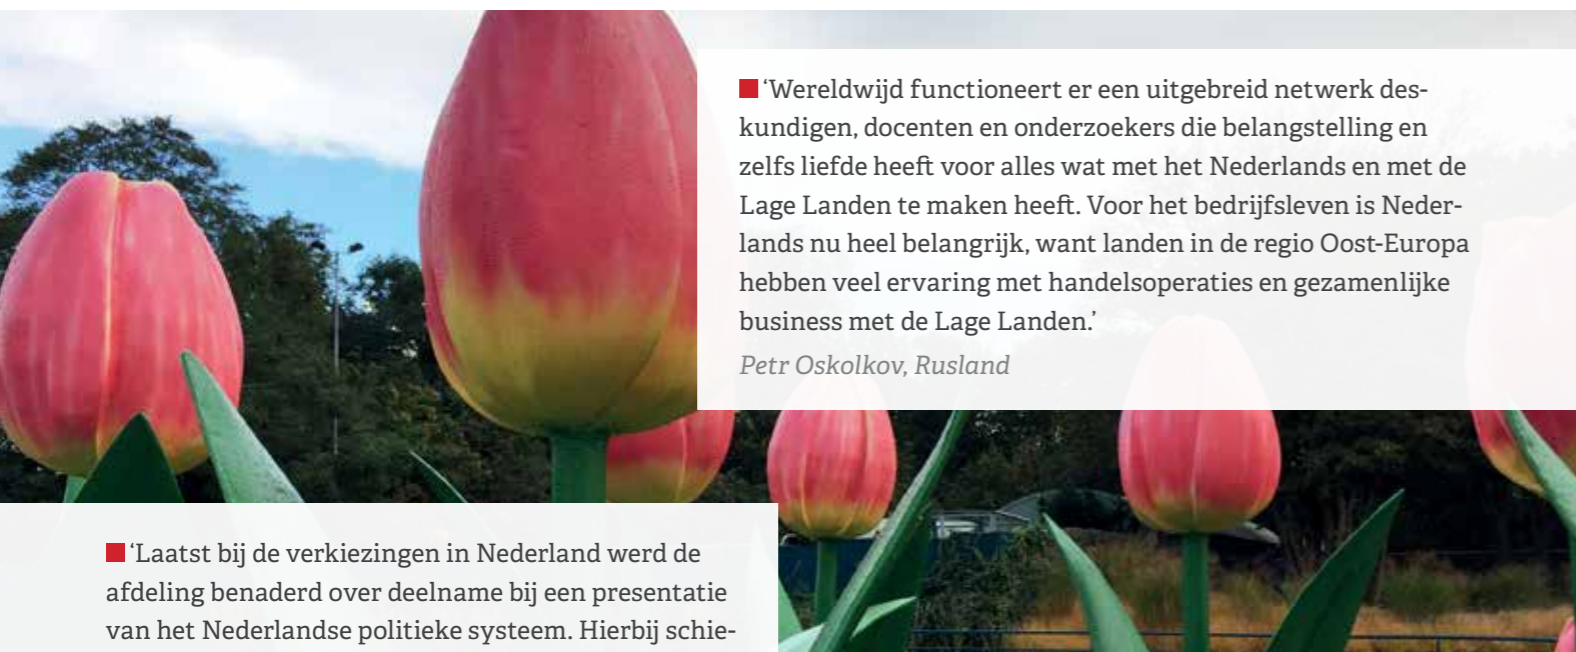 ‘Wereldwijd functioneert er een uitgebreid netwerk des-
kundigen, docenten en onderzoekers die belangstelling en
zelfs liefde heeft voor alles wat met het Nederlands en met de
Lage Landen te maken heeft. Voor het bedrijfsleven is Neder-
lands nu heel belangrijk, want landen in de regio Oost-Europa
hebben veel ervaring met handelsoperaties en gezamenlijke
business met de Lage Landen.’
Petr Oskolkov, Rusland
‘Laatst bij de verkiezingen in Nederland werd de
afdeling benaderd over deelname bij een presentatie
van het Nederlandse politieke systeem. Hierbij schie-